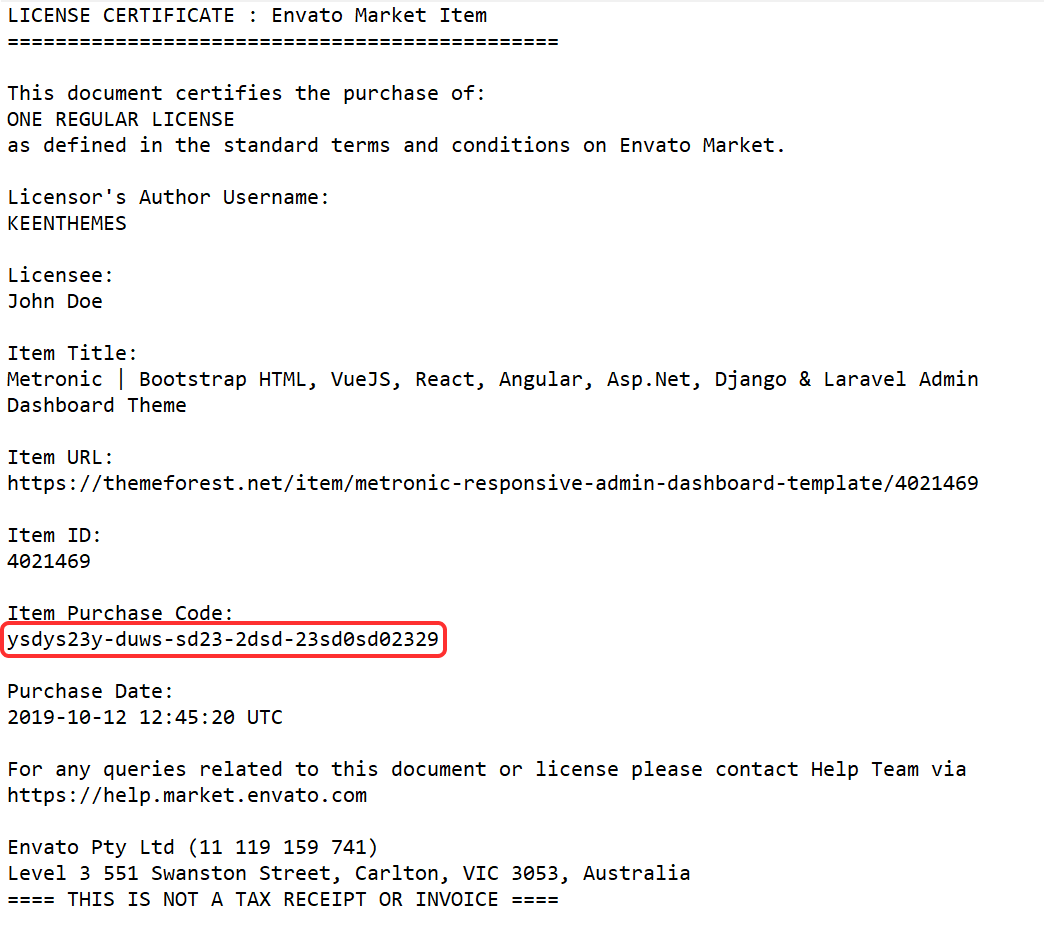 LICENSE CERTIFICATE : Envato Market Item
==============================================
This document certifies the purchase of:
ONE REGULAR LICENSE
as defined in the standard terms and conditions on Envato Market.
Licensor's Author Username:
KEENTHEMES
Licensee:
John Doe
Item Title:
Metronic | Bootstrap HTML, VueJS, React, Angular, Asp.Net, Django & Laravel Admin
Dashboard Theme
Item URL:
https://themeforest.net/item/metronic-responsive-admin-dashboard-template/4021469
Item ID:
4021469
Item Purchase Code:
ysdys23y-duws-sd23-2dsd-23sd0sd02329
Purchase Date:
2019-10-12 12:45:20 UTC
For any queries related to this document or license please contact Help Team via
https://help.market.envato.com
Envato Pty Ltd (11 119 159 741)
Level 3 551 Swanston Street, Carlton, VIC 3053, Australia
==== THIS IS NOT A TAX RECEIPT OR INVOICE ====